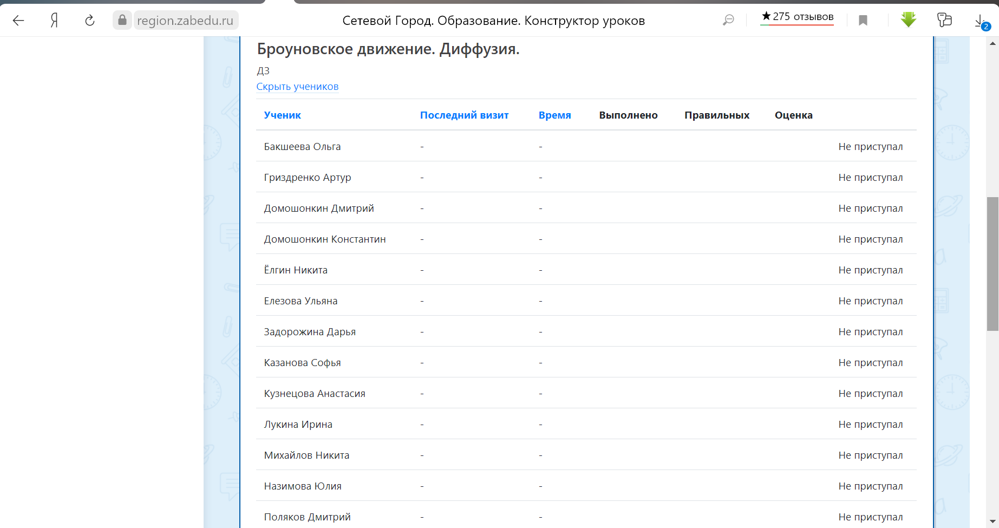 Я region.zabedu.ru Сетевой Город. Образование. Конструктор уроков ★ 275 отзывов 2
Броуновское движение. Диффузия.
ДЗ
Скрыть учеников
Ученик Последний визит Время Выполнено Правильных Оценка
Бакшеева Ольга - - Не приступал
Гриздренко Артур - - Не приступал
Домошонкин Дмитрий - - Не приступал
Домошонкин Константин - - Не приступал
Ёлгин Никита - - Не приступал
Елезова Ульяна - - Не приступал
Задорожина Дарья - - Не приступал
Казанова Софья - - Не приступал
Кузнецова Анастасия - - Не приступал
Лукина Ирина - - Не приступал
Михайлов Никита - - Не приступал
Назимова Юлия - - Не приступал
Поляков Дмитрий - - Не приступал